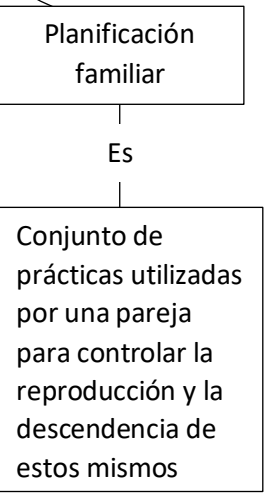 Planificación
familiar
Es
Conjunto de
prácticas utilizadas
por una pareja
para controlar la
reproducción y la
descendencia de
estos mismos